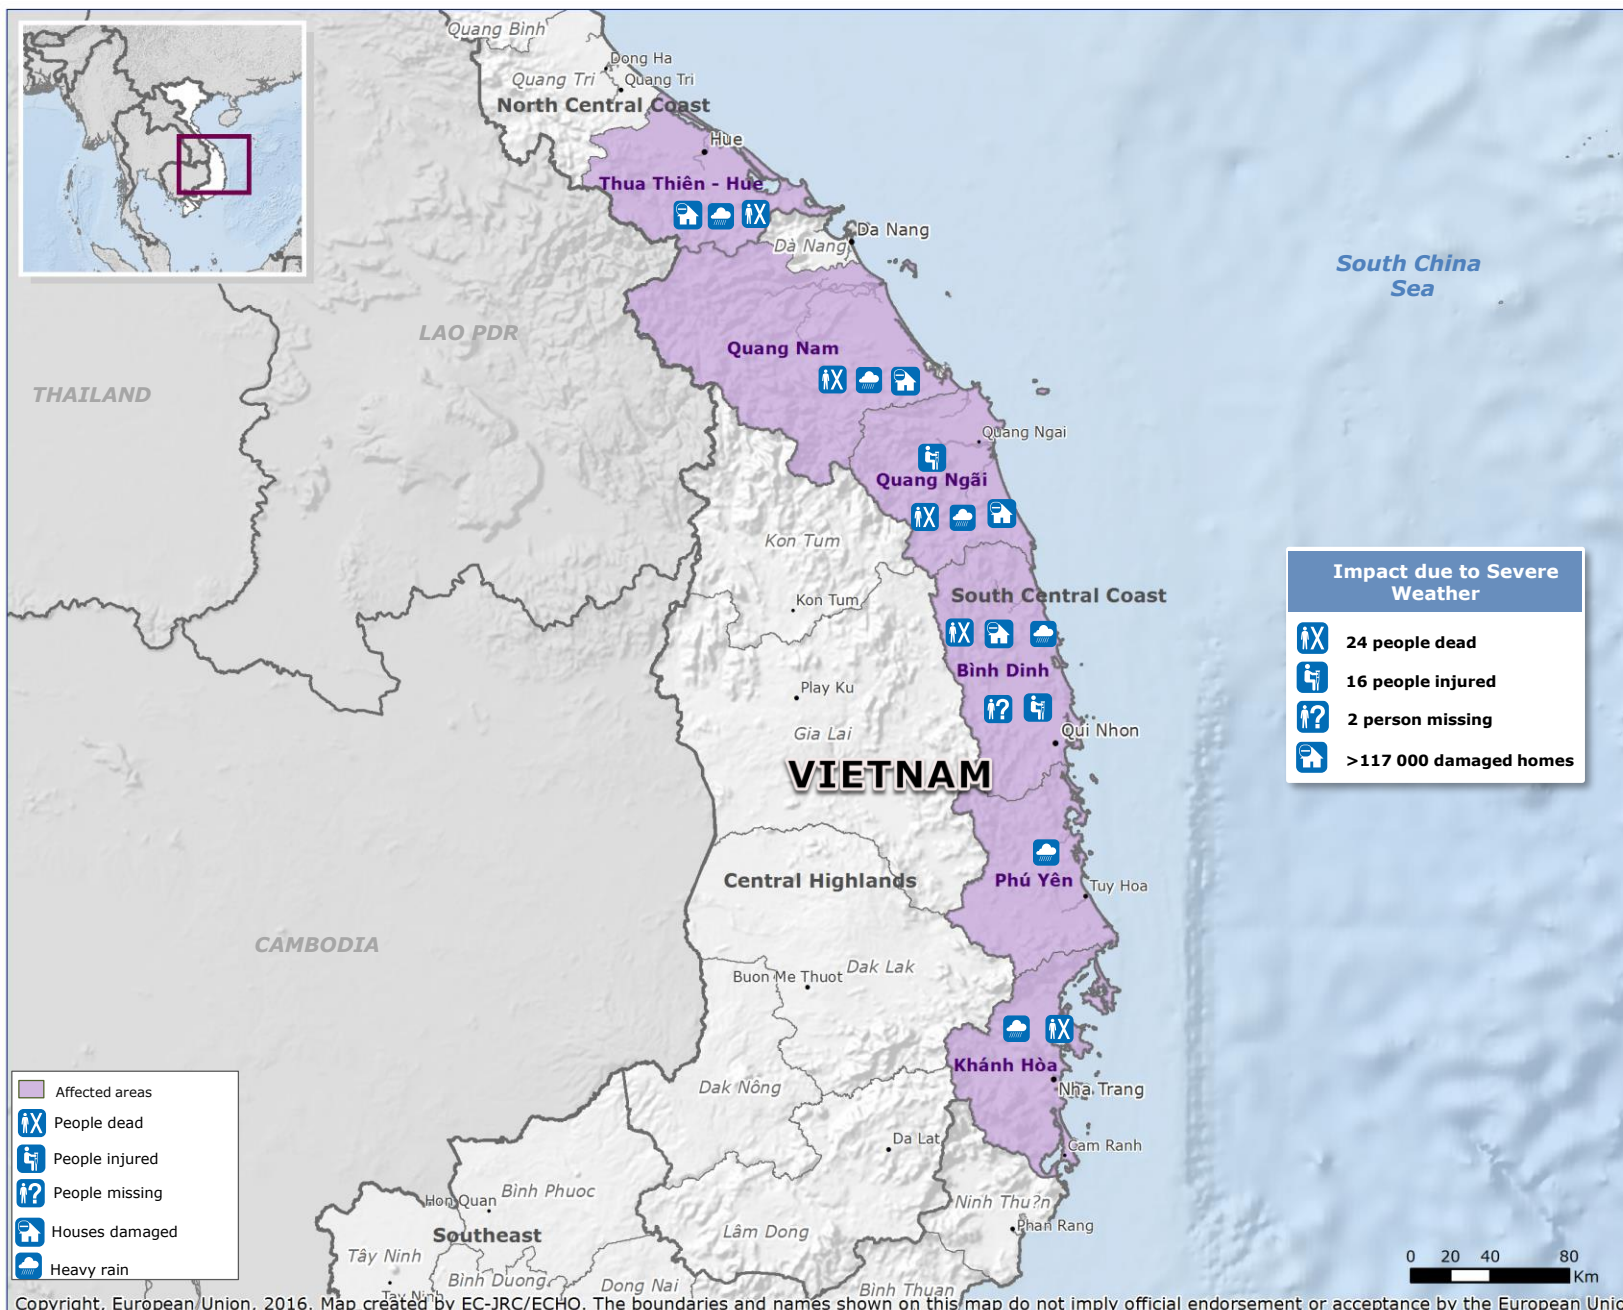 Quang Bình
Dong Ha
Quang Tri
Quang Tri
North Central Coast
Hue
Thua Thiên - Hue
Da Nang
Dà Nang
South China
Sea
LAO PDR
Quang Nam
THAILAND
Quang Ngai
Quang Ngãi
Kon Tum
South Central Coast
Kon Tum
Bình Dinh
Play Ku
Gia Lai
Qui Nhon
VIETNAM
Impact due to Severe
Weather
24 people dead
16 people injured
2 person missing
>117 000 damaged homes
Central Highlands
Phú Yên
Tuy Hoa
CAMBODIA
Dak Lak
Buon Me Thuot
Khánh Hòa
Dak Nông
Nha Trang
Da Lat
Cam Ranh
Bình Phuoc
Hon Quan
Ninh Thu?n
Phan Rang
Southeast
Lâm Dong
Tây Ninh
Bình Duong
Dong Nai
Bình Thuan
Tay Ninh
Affected areas
People dead
People injured
People missing
Houses damaged
Heavy rain
0 20 40 80
Km
Copyright, European Union, 2016. Map created by EC-JRC/ECHO. The boundaries and names shown on this map do not imply official endorsement or acceptance by the European Uni